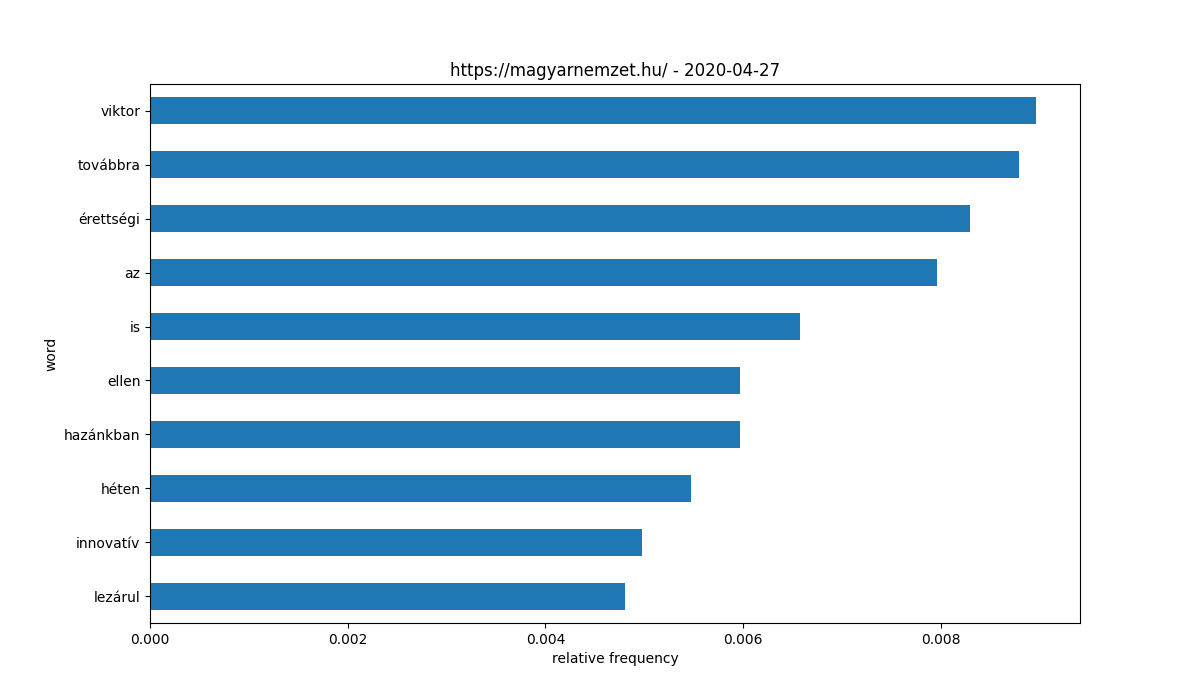 https://magyarnemzet.hu/ - 2020-04-27
viktor
továbbra
érettségi
az
is
ellen
hazánkban
héten
innovatív
lezárul
word
0.000 0.002 0.004 0.006 0.008
relative frequency